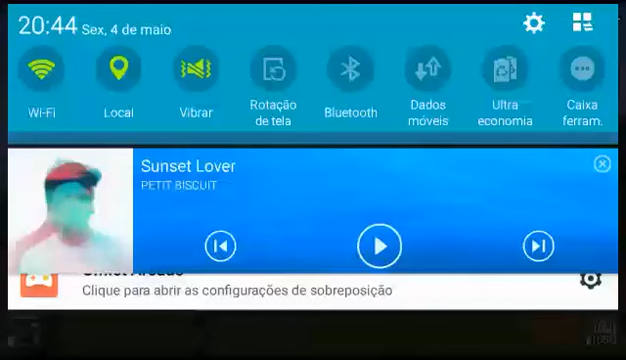 20:44 Sex, 4 de maio
Wi-Fi
Local
Vibrar
Rotação
de tela
Bluetooth
Dados
móveis
Ultra
economia
Caixa
ferram.
Sunset Lover
PETIT BISCUIT
Clique para abrir as configurações de sobreposição